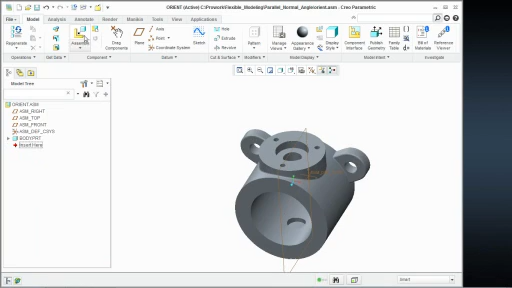 ORIENT (Active) C:\Prowork\Flexible_Modeling\Parallel_Normal_Angle\orient.asm - Creo Parametric
File Model Analysis Annotate Render Manikin Tools View Applications
Regenerate Assemble Drag Components Plane Axis Point Coordinate System Hole Extrude Revolve Pattern Manage Views Appearance Gallery Display Style Component Interface Publish Geometry Family Table Bill of Materials Reference Viewer
Operations Get Data Component Datum Cut & Surface Modifiers Model Display Model Intent Investigate
Model Tree
ORIENT.ASM
ASM_RIGHT
ASM_TOP
ASM_FRONT
ASM_DEF_CSYS
BODY.PRT
Insert Here
Smart